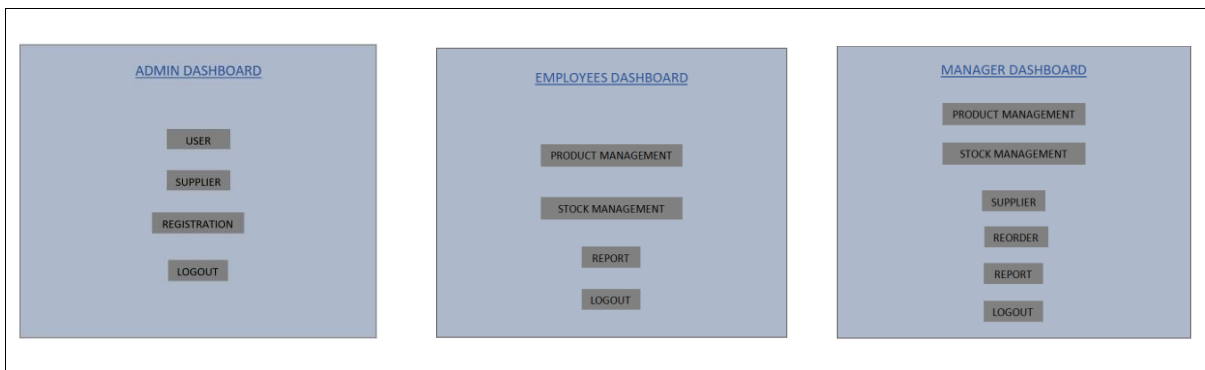 ADMIN DASHBOARD
USER
SUPPLIER
REGISTRATION
LOGOUT
EMPLOYEES DASHBOARD
PRODUCT MANAGEMENT
STOCK MANAGEMENT
REPORT
LOGOUT
MANAGER DASHBOARD
PRODUCT MANAGEMENT
STOCK MANAGEMENT
SUPPLIER
REORDER
REPORT
LOGOUT